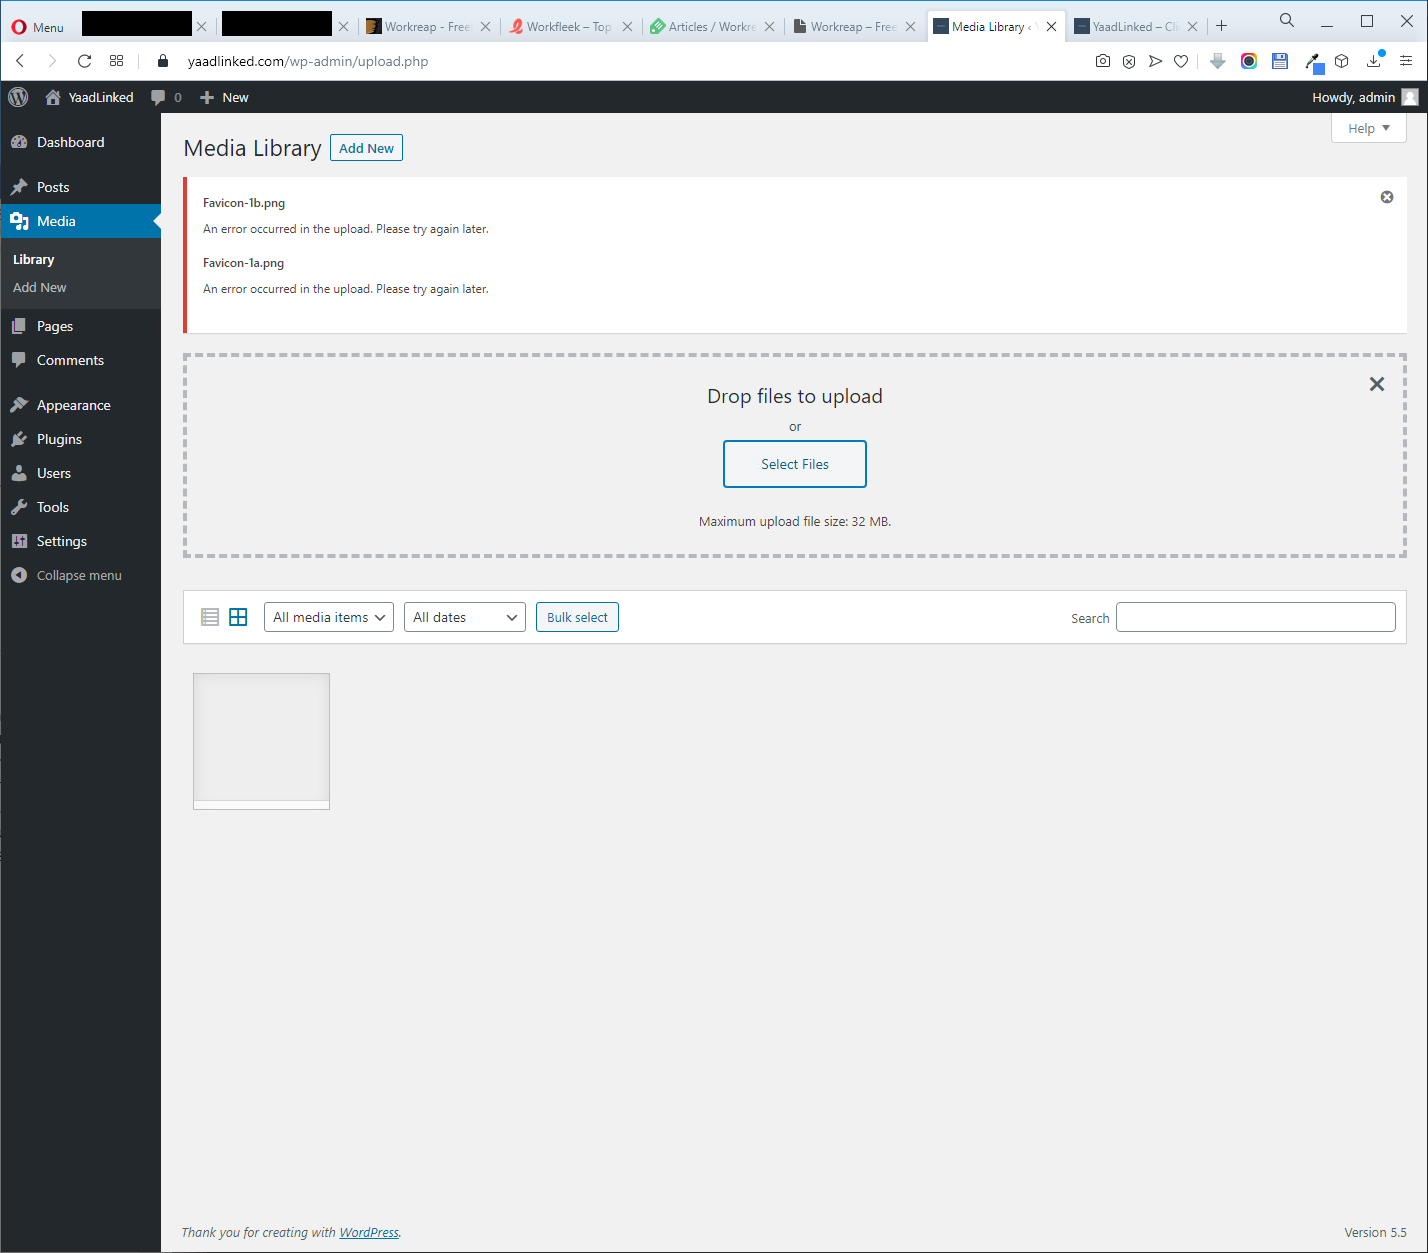 Menu
Workreap - Free
Workfleek – Top
Articles / Workre
Workreap – Free
Media Library ‹
YaadLinked – Cli
yaadlinked.com/wp-admin/upload.php
YaadLinked
0
New
Howdy, admin
Dashboard
Posts
Media
Library
Add New
Pages
Comments
Appearance
Plugins
Users
Tools
Settings
Collapse menu
Help
Media Library
Add New
Favicon-1b.png
An error occurred in the upload. Please try again later.
Favicon-1a.png
An error occurred in the upload. Please try again later.
Drop files to upload
or
Select Files
Maximum upload file size: 32 MB.
All media items
All dates
Bulk select
Search
Thank you for creating with WordPress.
Version 5.5